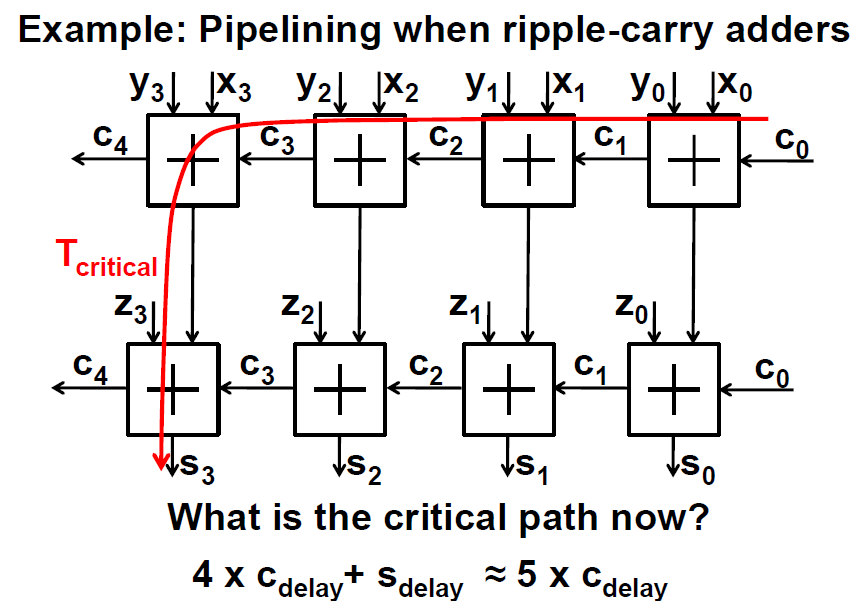 Example: Pipelining when ripple-carry adders
y3 x3 y2 x2 y1 x1 y0 x0
c4 c3 c2 c1 c0
Tcritical
z3 z2 z1 z0
c4 c3 c2 c1 c0
s3 s2 s1 s0
What is the critical path now?
4 x cdelay+ sdelay ≈ 5 x cdelay